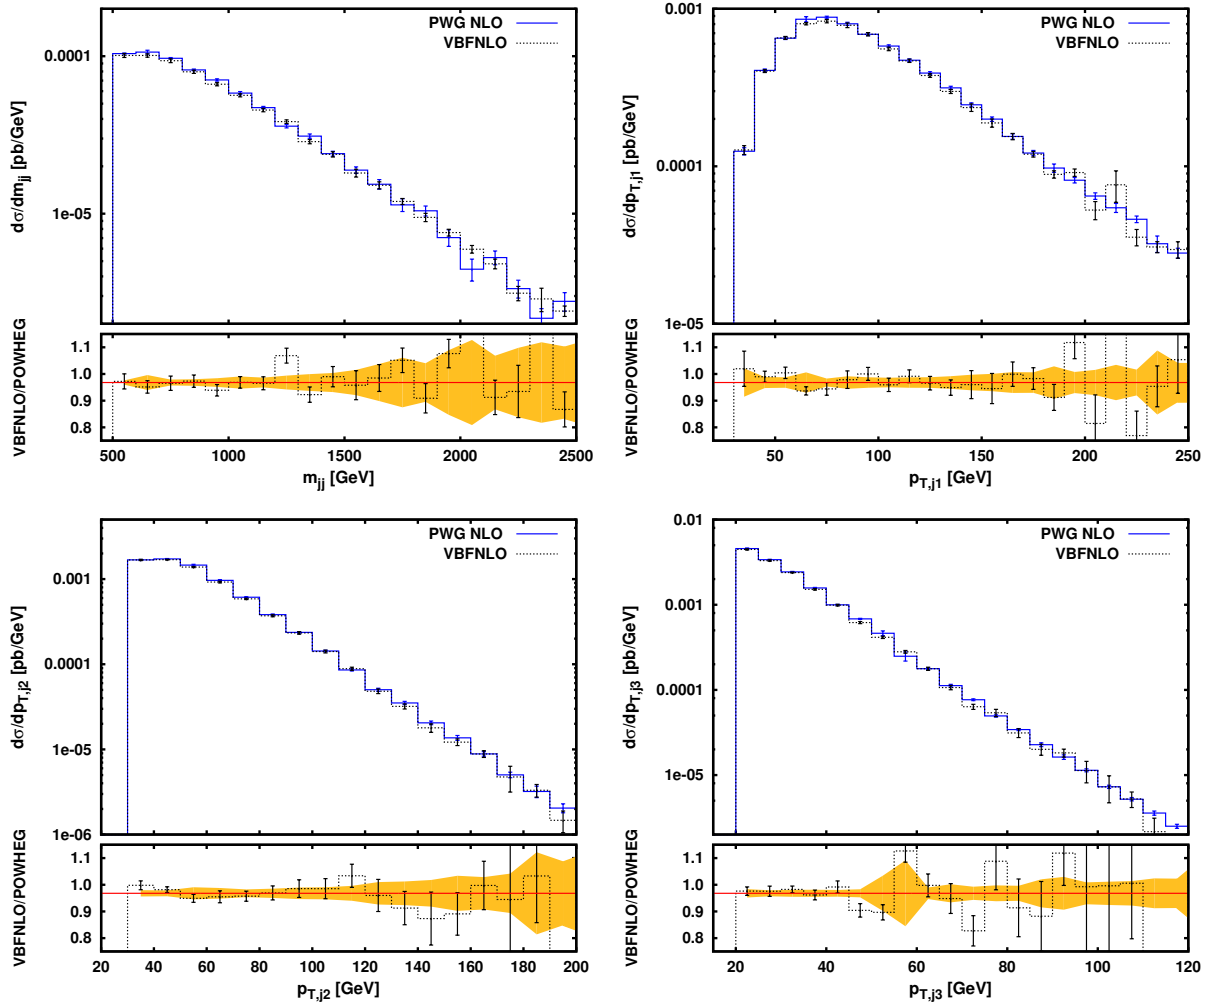 PWG NLO
VBFNLO
0.0001
1e-05
dσ/dm_jj [pb/GeV]
1.1
1.0
0.9
0.8
VBFNLO/POWHEG
500 1000 1500 2000 2500
m_jj [GeV]
PWG NLO
VBFNLO
0.001
0.0001
1e-05
dσ/dp_T,j1 [pb/GeV]
1.1
1.0
0.9
0.8
VBFNLO/POWHEG
50 100 150 200 250
p_T,j1 [GeV]
PWG NLO
VBFNLO
0.001
0.0001
1e-05
1e-06
dσ/dp_T,j2 [pb/GeV]
1.1
1.0
0.9
0.8
VBFNLO/POWHEG
20 40 60 80 100 120 140 160 180 200
p_T,j2 [GeV]
PWG NLO
VBFNLO
0.01
0.001
0.0001
1e-05
dσ/dp_T,j3 [pb/GeV]
1.1
1.0
0.9
0.8
VBFNLO/POWHEG
20 40 60 80 100 120
p_T,j3 [GeV]